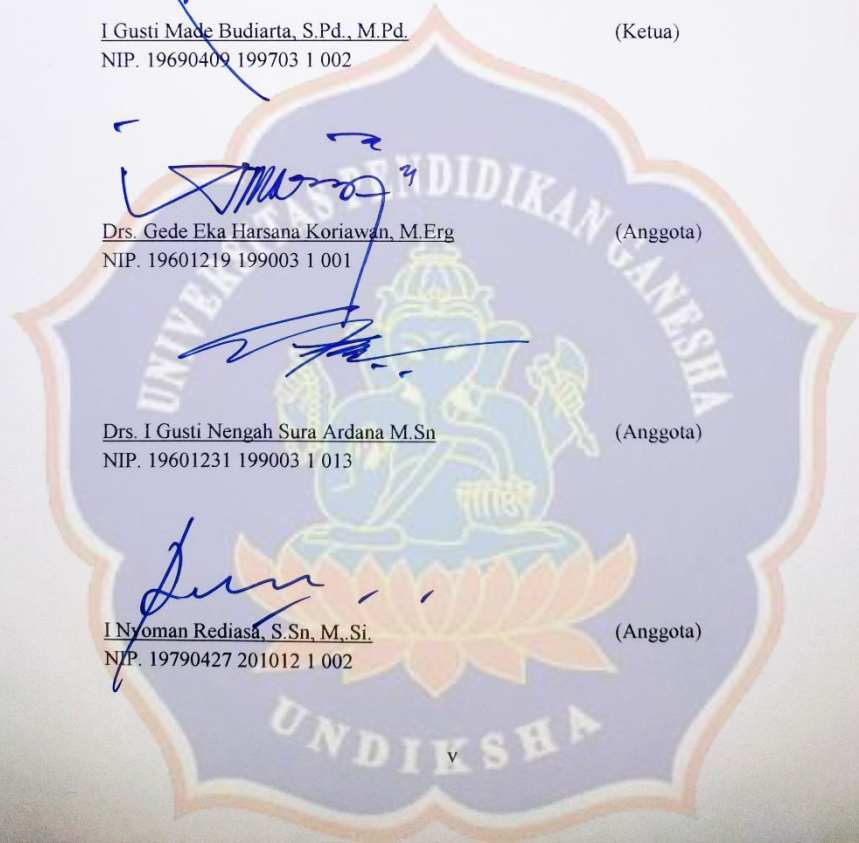 I Gusti Made Budiarta, S.Pd., M.Pd. (Ketua)
NIP. 19690409 199703 1 002
Drs. Gede Eka Harsana Koriawan, M.Erg (Anggota)
NIP. 19601219 199003 1 001
Drs. I Gusti Nengah Sura Ardana M.Sn (Anggota)
NIP. 19601231 199003 1 013
I Nyoman Rediasa, S.Sn, M,.Si. (Anggota)
NIP. 19790427 201012 1 002
v
UNIVERSITAS PENDIDIKAN GANESHA
UNDIKSHA